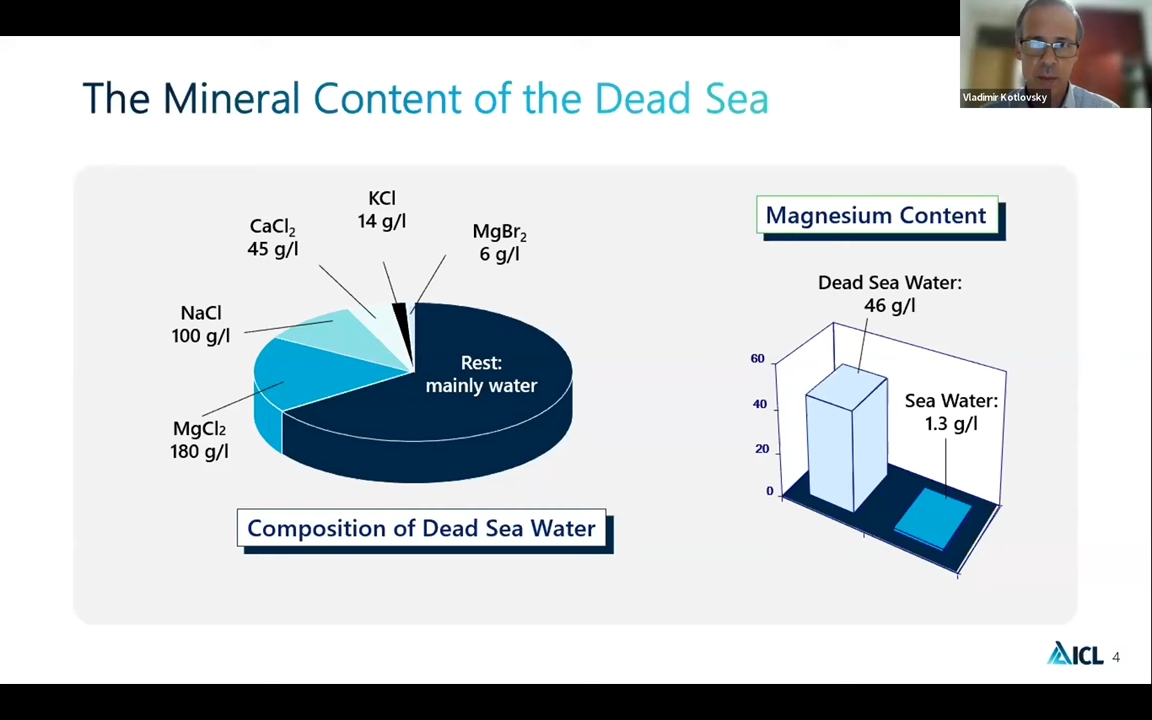 Vladimir Kotlovsky
The Mineral Content of the Dead Sea
KCl
14 g/l
CaCl₂
45 g/l
MgBr₂
6 g/l
NaCl
100 g/l
MgCl₂
180 g/l
Rest:
mainly water
Composition of Dead Sea Water
Magnesium Content
Dead Sea Water:
46 g/l
Sea Water:
1.3 g/l
60
40
20
0
ICL
4